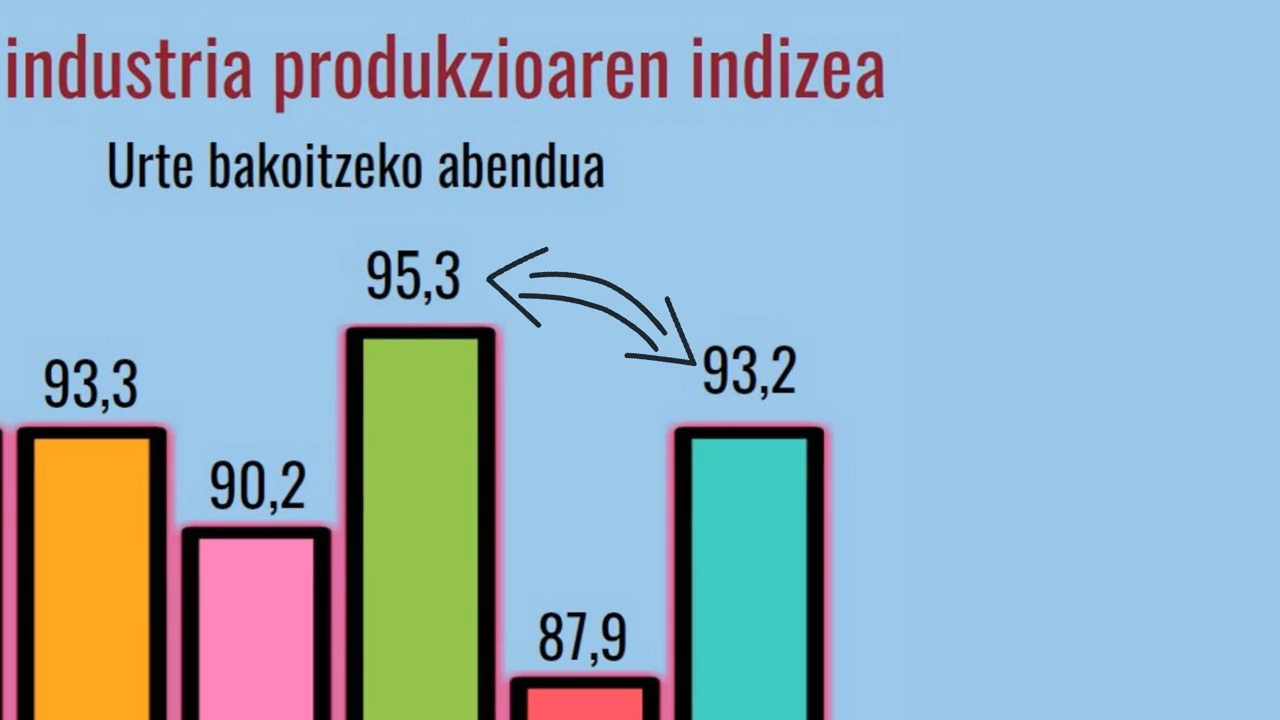 industria produkzioaren indizea
Urte bakoitzeko abendua
95,3
93,2
93,3
90,2
87,9